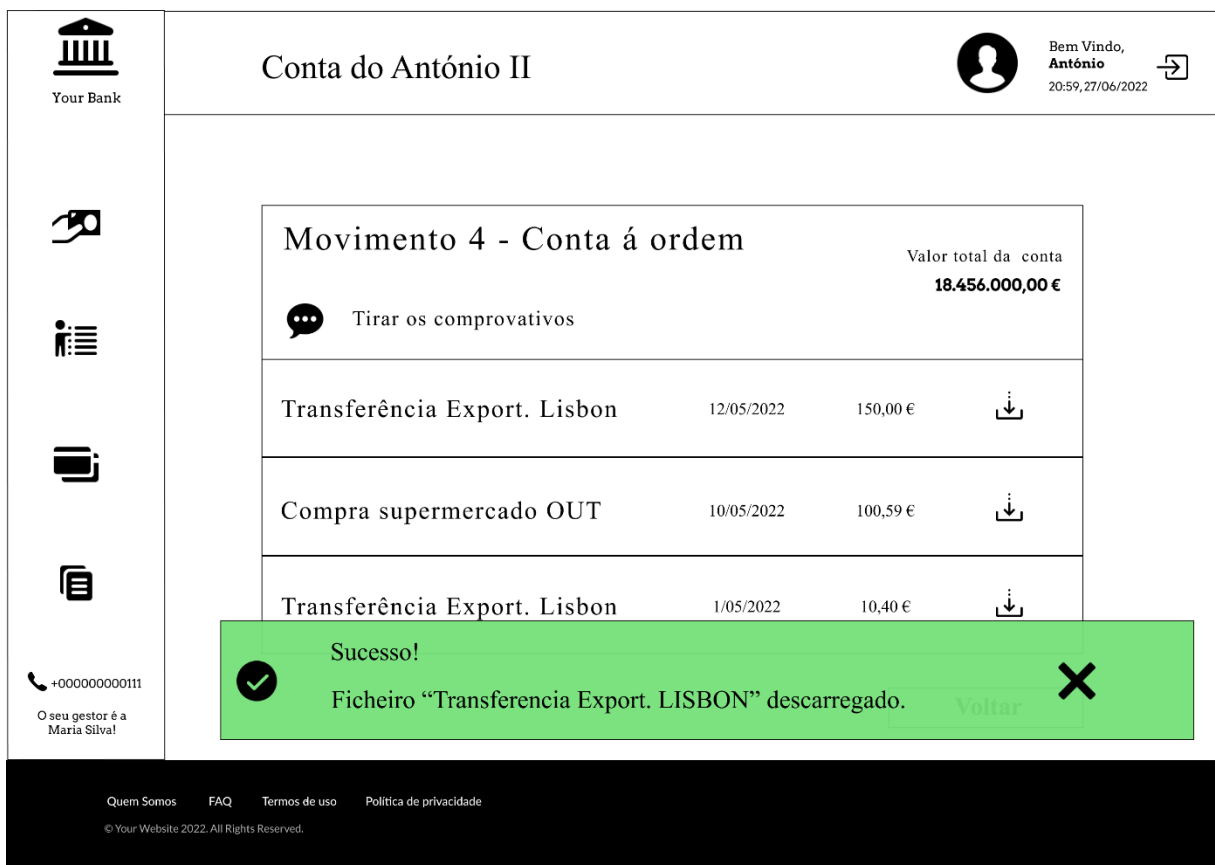 Your Bank
Conta do António II
Bem Vindo,
António
20:59, 27/06/2022
Movimento 4 - Conta á ordem
Valor total da conta
18.456.000,00 €
Tirar os comprovativos
Transferência Export. Lisbon 12/05/2022 150,00 €
Compra supermercado OUT 10/05/2022 100,59 €
Transferência Export. Lisbon 1/05/2022 10,40 €
Sucesso!
Ficheiro “Transferencia Export. LISBON” descarregado.
Voltar
+000000000111
O seu gestor é a
Maria Silva!
Quem Somos FAQ Termos de uso Política de privacidade
© Your Website 2022. All Rights Reserved.